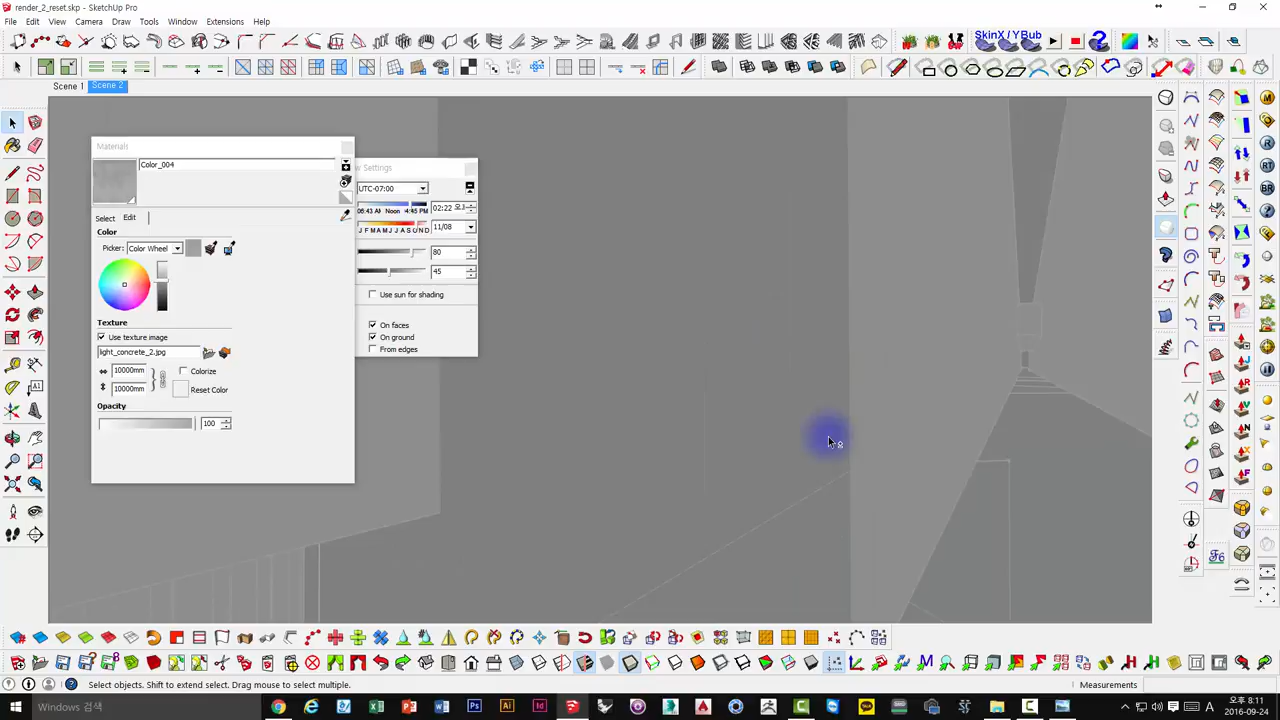 render_2_reset.skp - SketchUp Pro
File Edit View Camera Draw Tools Window Extensions Help
SkinX / YBub
Scene 1 Scene 2
Materials
Color_004
Select Edit
Color
Picker: Color Wheel
Texture
Use texture image
light_concrete_2.jpg
10000mm Colorize
10000mm Reset Color
Opacity
100
w Settings
UTC-07:00
06:43 AM Noon 4:45 PM 02:22 오후
J F M A M J J A S O N D 11/08
80
45
Use sun for shading
On faces
On ground
From edges
Select objects. Shift to extend select. Drag mouse to select multiple.
Measurements
Windows 검색
오후 8:11
2016-09-24